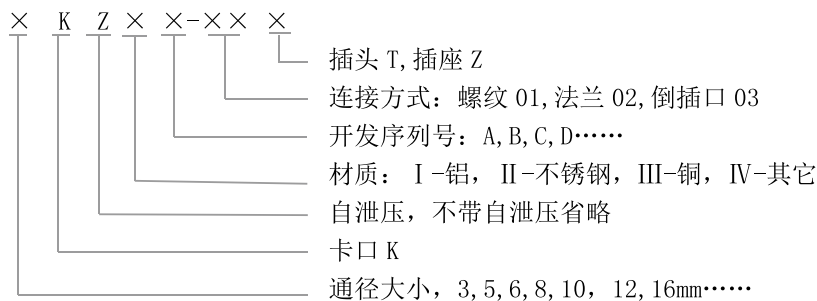 × K Z × ×-×× ×
插头 T,插座 Z
连接方式：螺纹 01,法兰 02,倒插口 03
开发序列号：A,B,C,D……
材质：Ⅰ-铝，Ⅱ-不锈钢，Ⅲ-铜，Ⅳ-其它
自泄压，不带自泄压省略
卡口 K
通径大小，3,5,6,8,10，12,16mm……